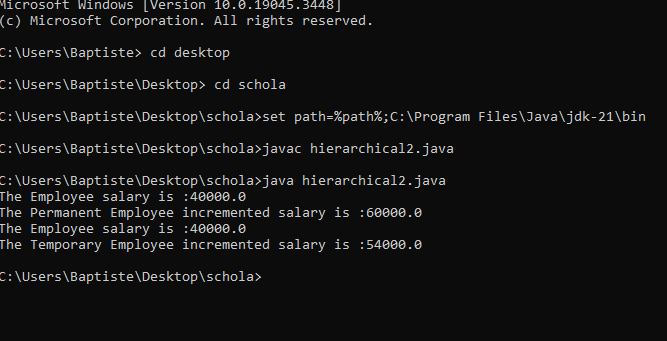 Microsoft Windows [Version 10.0.19045.3448]
(c) Microsoft Corporation. All rights reserved.
C:\Users\Baptiste> cd desktop
C:\Users\Baptiste\Desktop> cd schola
C:\Users\Baptiste\Desktop\schola>set path=%path%;C:\Program Files\Java\jdk-21\bin
C:\Users\Baptiste\Desktop\schola>javac hierarchical2.java
C:\Users\Baptiste\Desktop\schola>java hierarchical2.java
The Employee salary is :40000.0
The Permanent Employee incremented salary is :60000.0
The Employee salary is :40000.0
The Temporary Employee incremented salary is :54000.0
C:\Users\Baptiste\Desktop\schola>